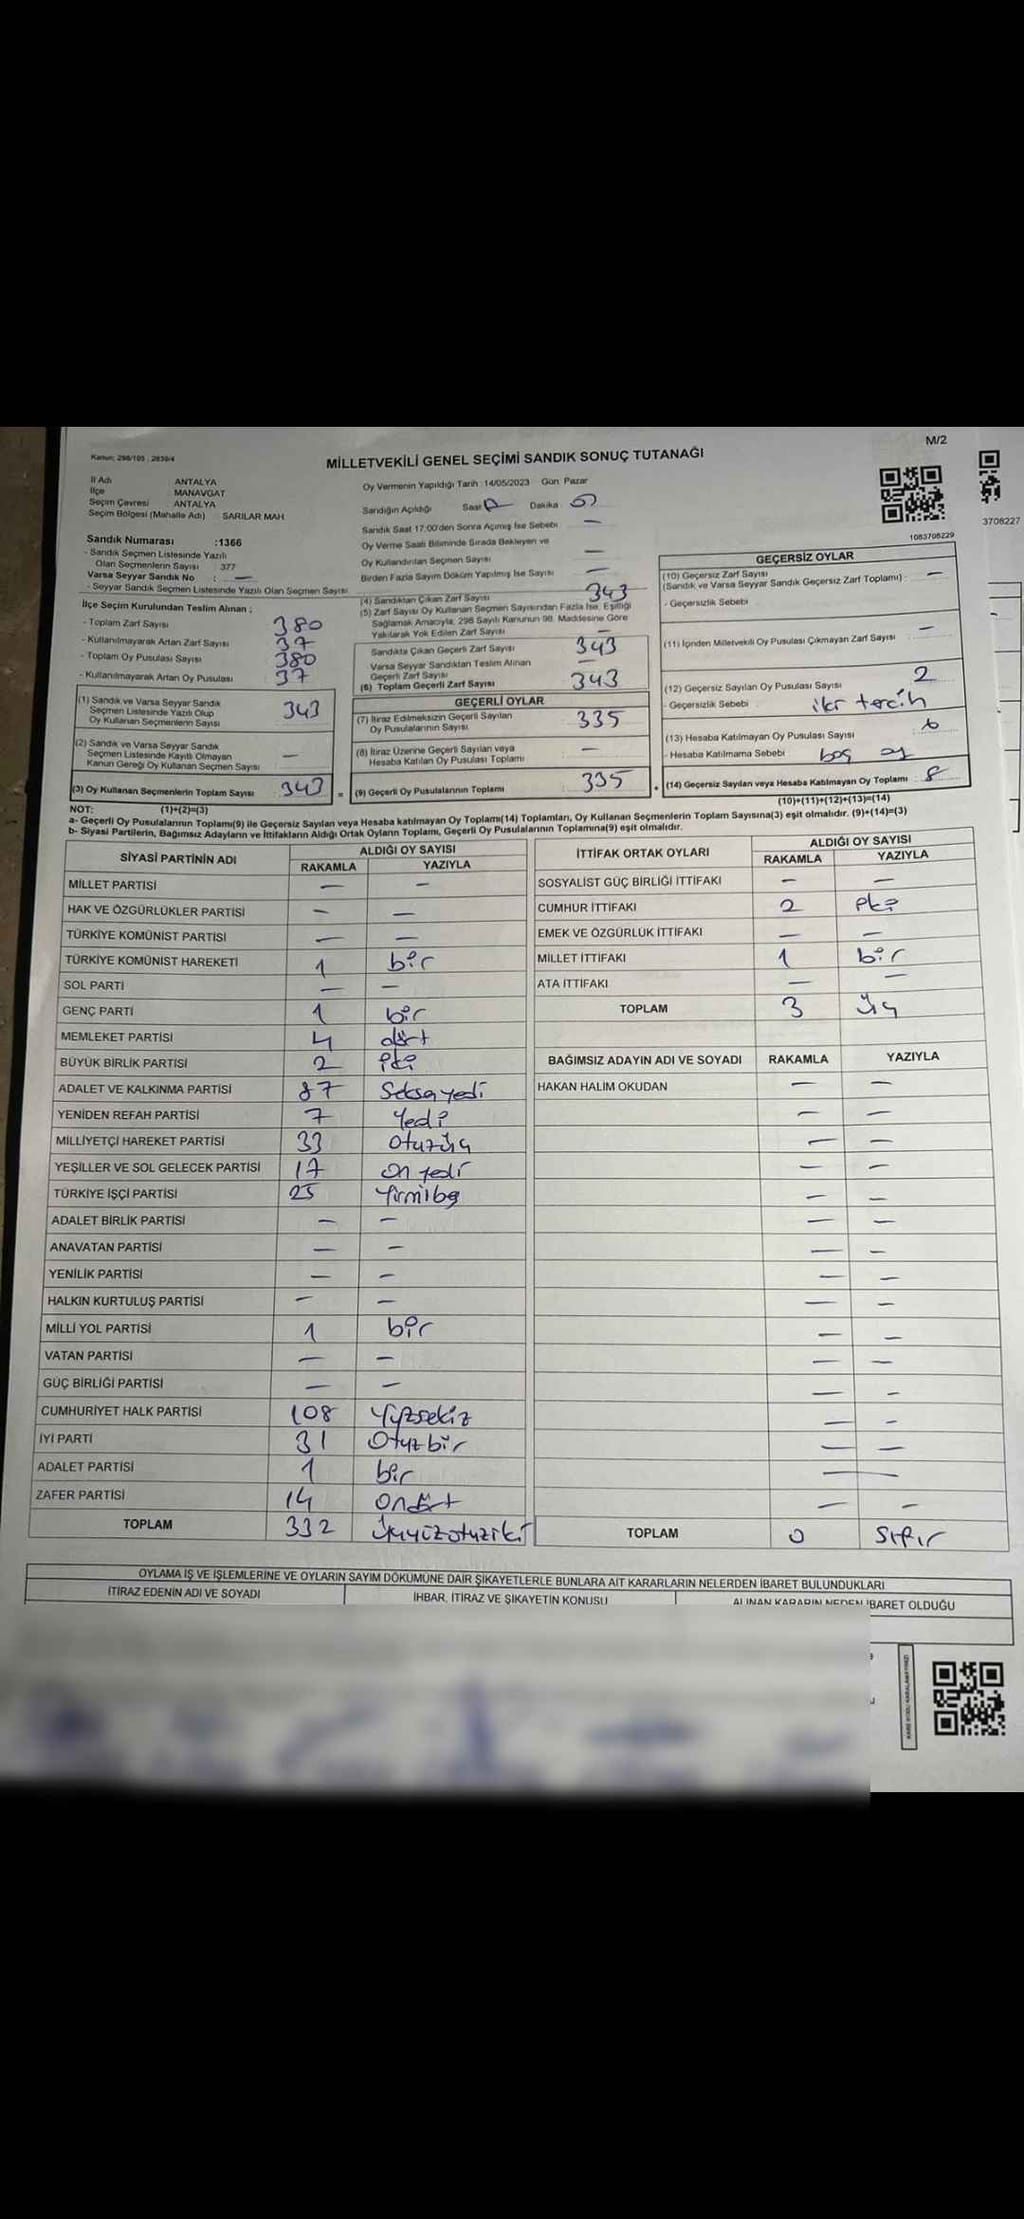 M/2
Kanun: 298/105 ; 2839/4
MİLLETVEKİLİ GENEL SEÇİMİ SANDIK SONUÇ TUTANAĞI
İl Adı : ANTALYA
İlçe : MANAVGAT
Seçim Çevresi : ANTALYA
Seçim Bölgesi (Mahalle Adı) : SARILAR MAH.
Oy Vermenin Yapıldığı Tarih : 14/05/2023 Gün: Pazar
Sandığın Açıldığı Saat Dakika
Sandık Saat 17:00'den Sonra Açımış İse Sebebi —
Oy Verme Saati Bitiminde Sırada Bekleyen ve
Oy Kullandırılan Seçmen Sayısı —
Birden Fazla Sayım Döküm Yapılmış İse Sayısı —
3708227
1083708229
Sandık Numarası :1366
- Sandık Seçmen Listesinde Yazılı
Olan Seçmenlerin Sayısı 377
Varsa Seyyar Sandık No : —
- Seyyar Sandık Seçmen Listesinde Yazılı Olan Seçmen Sayısı
İlçe Seçim Kurulundan Teslim Alınan :
- Toplam Zarf Sayısı 380
- Kullanılmayarak Artan Zarf Sayısı 37
- Toplam Oy Pusulası Sayısı 380
- Kullanılmayarak Artan Oy Pusulası 37
(1) Sandık ve Varsa Seyyar Sandık
Seçmen Listesinde Yazılı Olup
Oy Kullanan Seçmenlerin Sayısı 343
(2) Sandık ve Varsa Seyyar Sandık
Seçmen Listesinde Kayıtlı Olmayan
Kanun Gereği Oy Kullanan Seçmen Sayısı —
(3) Oy Kullanan Seçmenlerin Toplam Sayısı 343
(4) Sandıktan Çıkan Zarf Sayısı 343
(5) Zarf Sayısı Oy Kullanan Seçmen Sayısından Fazla İse, Eşitliği
Sağlamak Amacıyla, 298 Sayılı Kanunun 98. Maddesine Göre
Yakılarak Yok Edilen Zarf Sayısı —
Sandıkta Çıkan Geçerli Zarf Sayısı 343
Varsa Seyyar Sandıktan Teslim Alınan
Geçerli Zarf Sayısı —
(6) Toplam Geçerli Zarf Sayısı 343
GEÇERLİ OYLAR
(7) İtiraz Edilmeksizin Geçerli Sayılan
Oy Pusulalarının Sayısı 335
(8) İtiraz Üzerine Geçerli Sayılan veya
Hesaba Katılan Oy Pusulası Toplamı —
= (9) Geçerli Oy Pusulalarının Toplamı 335
GEÇERSİZ OYLAR
(10) Geçersiz Zarf Sayısı
(Sandık ve Varsa Seyyar Sandık Geçersiz Zarf Toplamı) : —
- Geçersizlik Sebebi
(11) İçinden Milletvekili Oy Pusulası Çıkmayan Zarf Sayısı —
(12) Geçersiz Sayılan Oy Pusulası Sayısı 2
- Geçersizlik Sebebi iki tercih
(13) Hesaba Katılmayan Oy Pusulası Sayısı 6
- Hesaba Katılmama Sebebi boş oy
+ (14) Geçersiz Sayılan veya Hesaba Katılmayan Oy Toplamı 8
(10)+(11)+(12)+(13)=(14)
NOT: (1)+(2)=(3)
a- Geçerli Oy Pusulalarının Toplamı(9) ile Geçersiz Sayılan veya Hesaba katılmayan Oy Toplamı(14) Toplamları, Oy Kullanan Seçmenlerin Toplam Sayısına(3) eşit olmalıdır. (9)+(14)=(3)
b- Siyasi Partilerin, Bağımsız Adayların ve İttifakların Aldığı Ortak Oyların Toplamı, Geçerli Oy Pusulalarının Toplamına(9) eşit olmalıdır.
SİYASİ PARTİNİN ADI ALDIĞI OY SAYISI
RAKAMLA YAZIYLA
MİLLET PARTİSİ — —
HAK VE ÖZGÜRLÜKLER PARTİSİ — —
TÜRKİYE KOMÜNİST PARTİSİ — —
TÜRKİYE KOMÜNİST HAREKETİ 1 bir
SOL PARTİ — —
GENÇ PARTİ 1 bir
MEMLEKET PARTİSİ 4 dört
BÜYÜK BİRLİK PARTİSİ 2 iki
ADALET VE KALKINMA PARTİSİ 87 Seksayedi
YENİDEN REFAH PARTİSİ 7 Yedi
MİLLİYETÇİ HAREKET PARTİSİ 33 otuzüç
YEŞİLLER VE SOL GELECEK PARTİSİ 17 on yedi
TÜRKİYE İŞÇİ PARTİSİ 25 Yirmibeş
ADALET BİRLİK PARTİSİ — —
ANAVATAN PARTİSİ — —
YENİLİK PARTİSİ — —
HALKIN KURTULUŞ PARTİSİ — —
MİLLİ YOL PARTİSİ 1 bir
VATAN PARTİSİ — —
GÜÇ BİRLİĞİ PARTİSİ — —
CUMHURİYET HALK PARTİSİ 108 Yüzsekiz
İYİ PARTİ 31 Otuzbir
ADALET PARTİSİ 1 bir
ZAFER PARTİSİ 14 Ondört
TOPLAM 332 üçyüzotuziki
İTTİFAK ORTAK OYLARI ALDIĞI OY SAYISI
RAKAMLA YAZIYLA
SOSYALİST GÜÇ BİRLİĞİ İTTİFAKI — —
CUMHUR İTTİFAKI 2 iki
EMEK VE ÖZGÜRLÜK İTTİFAKI — —
MİLLET İTTİFAKI 1 bir
ATA İTTİFAKI — —
TOPLAM 3 üç
BAĞIMSIZ ADAYIN ADI VE SOYADI RAKAMLA YAZIYLA
HAKAN HALİM OKUDAN — —
TOPLAM 0 sıfır
OYLAMA İŞ VE İŞLEMLERİNE VE OYLARIN SAYIM DÖKÜMÜNE DAİR ŞİKAYETLERLE BUNLARA AİT KARARLARIN NELERDEN İBARET BULUNDUKLARI
İTİRAZ EDENİN ADI VE SOYADI İHBAR, İTİRAZ VE ŞİKAYETİN KONUSU ALINAN KARARIN NEDEN İBARET OLDUĞU